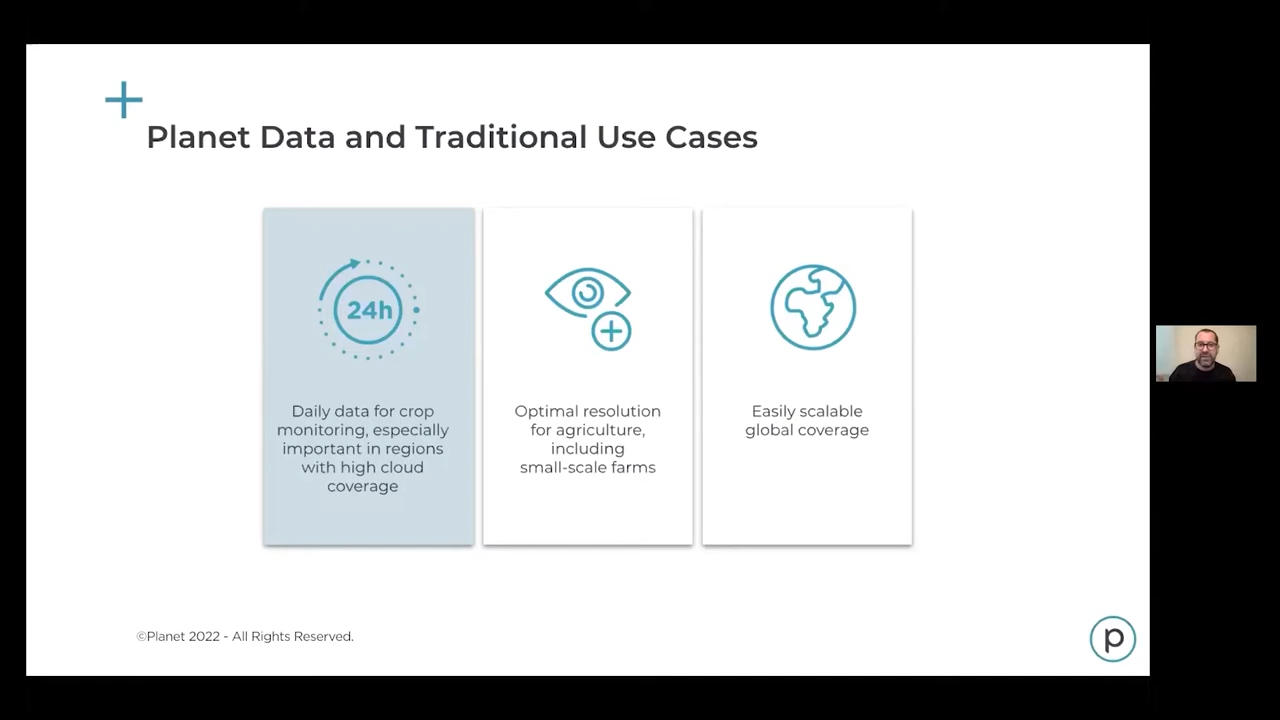 Planet Data and Traditional Use Cases
24h
Daily data for crop
monitoring, especially
important in regions
with high cloud
coverage
Optimal resolution
for agriculture,
including
small-scale farms
Easily scalable
global coverage
©Planet 2022 - All Rights Reserved.
p